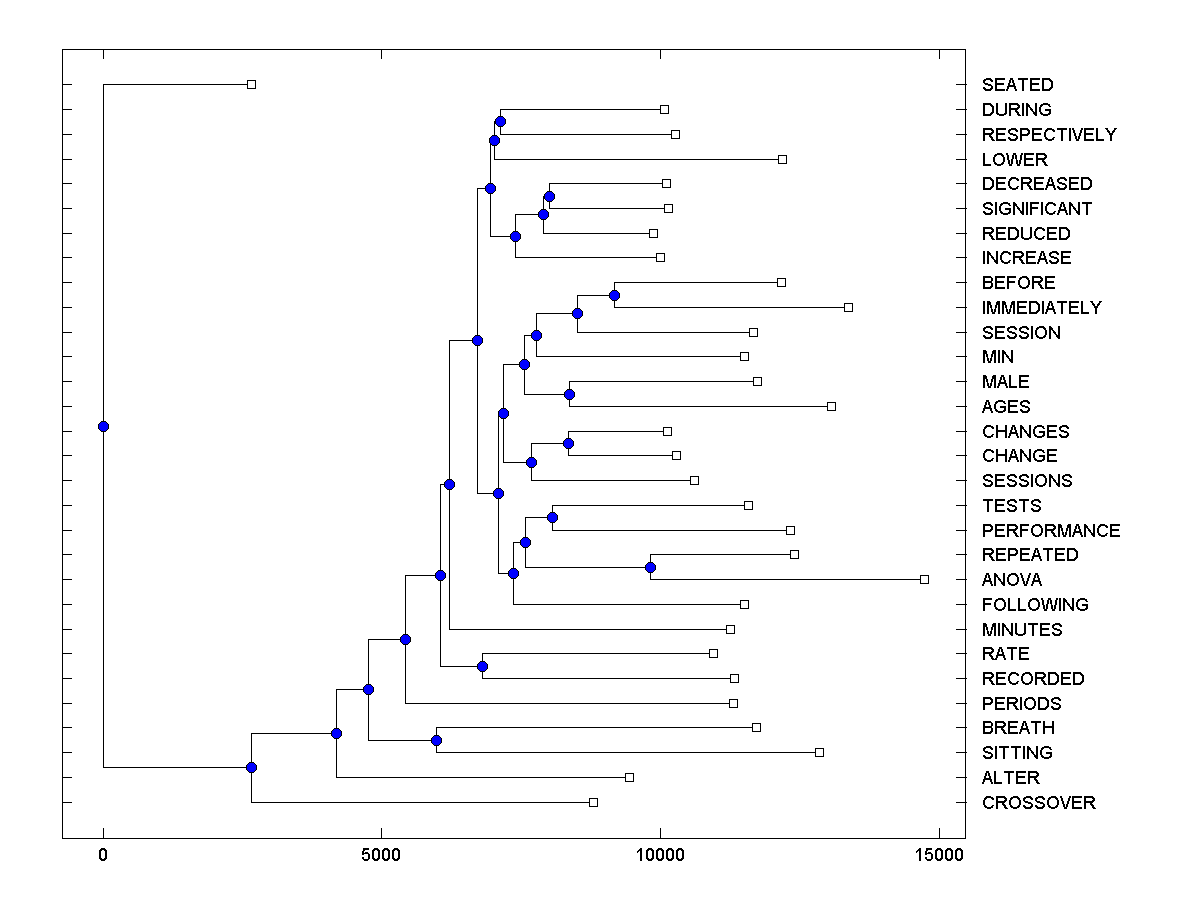 SEATED
DURING
RESPECTIVELY
LOWER
DECREASED
SIGNIFICANT
REDUCED
INCREASE
BEFORE
IMMEDIATELY
SESSION
MIN
MALE
AGES
CHANGES
CHANGE
SESSIONS
TESTS
PERFORMANCE
REPEATED
ANOVA
FOLLOWING
MINUTES
RATE
RECORDED
PERIODS
BREATH
SITTING
ALTER
CROSSOVER
0 5000 10000 15000